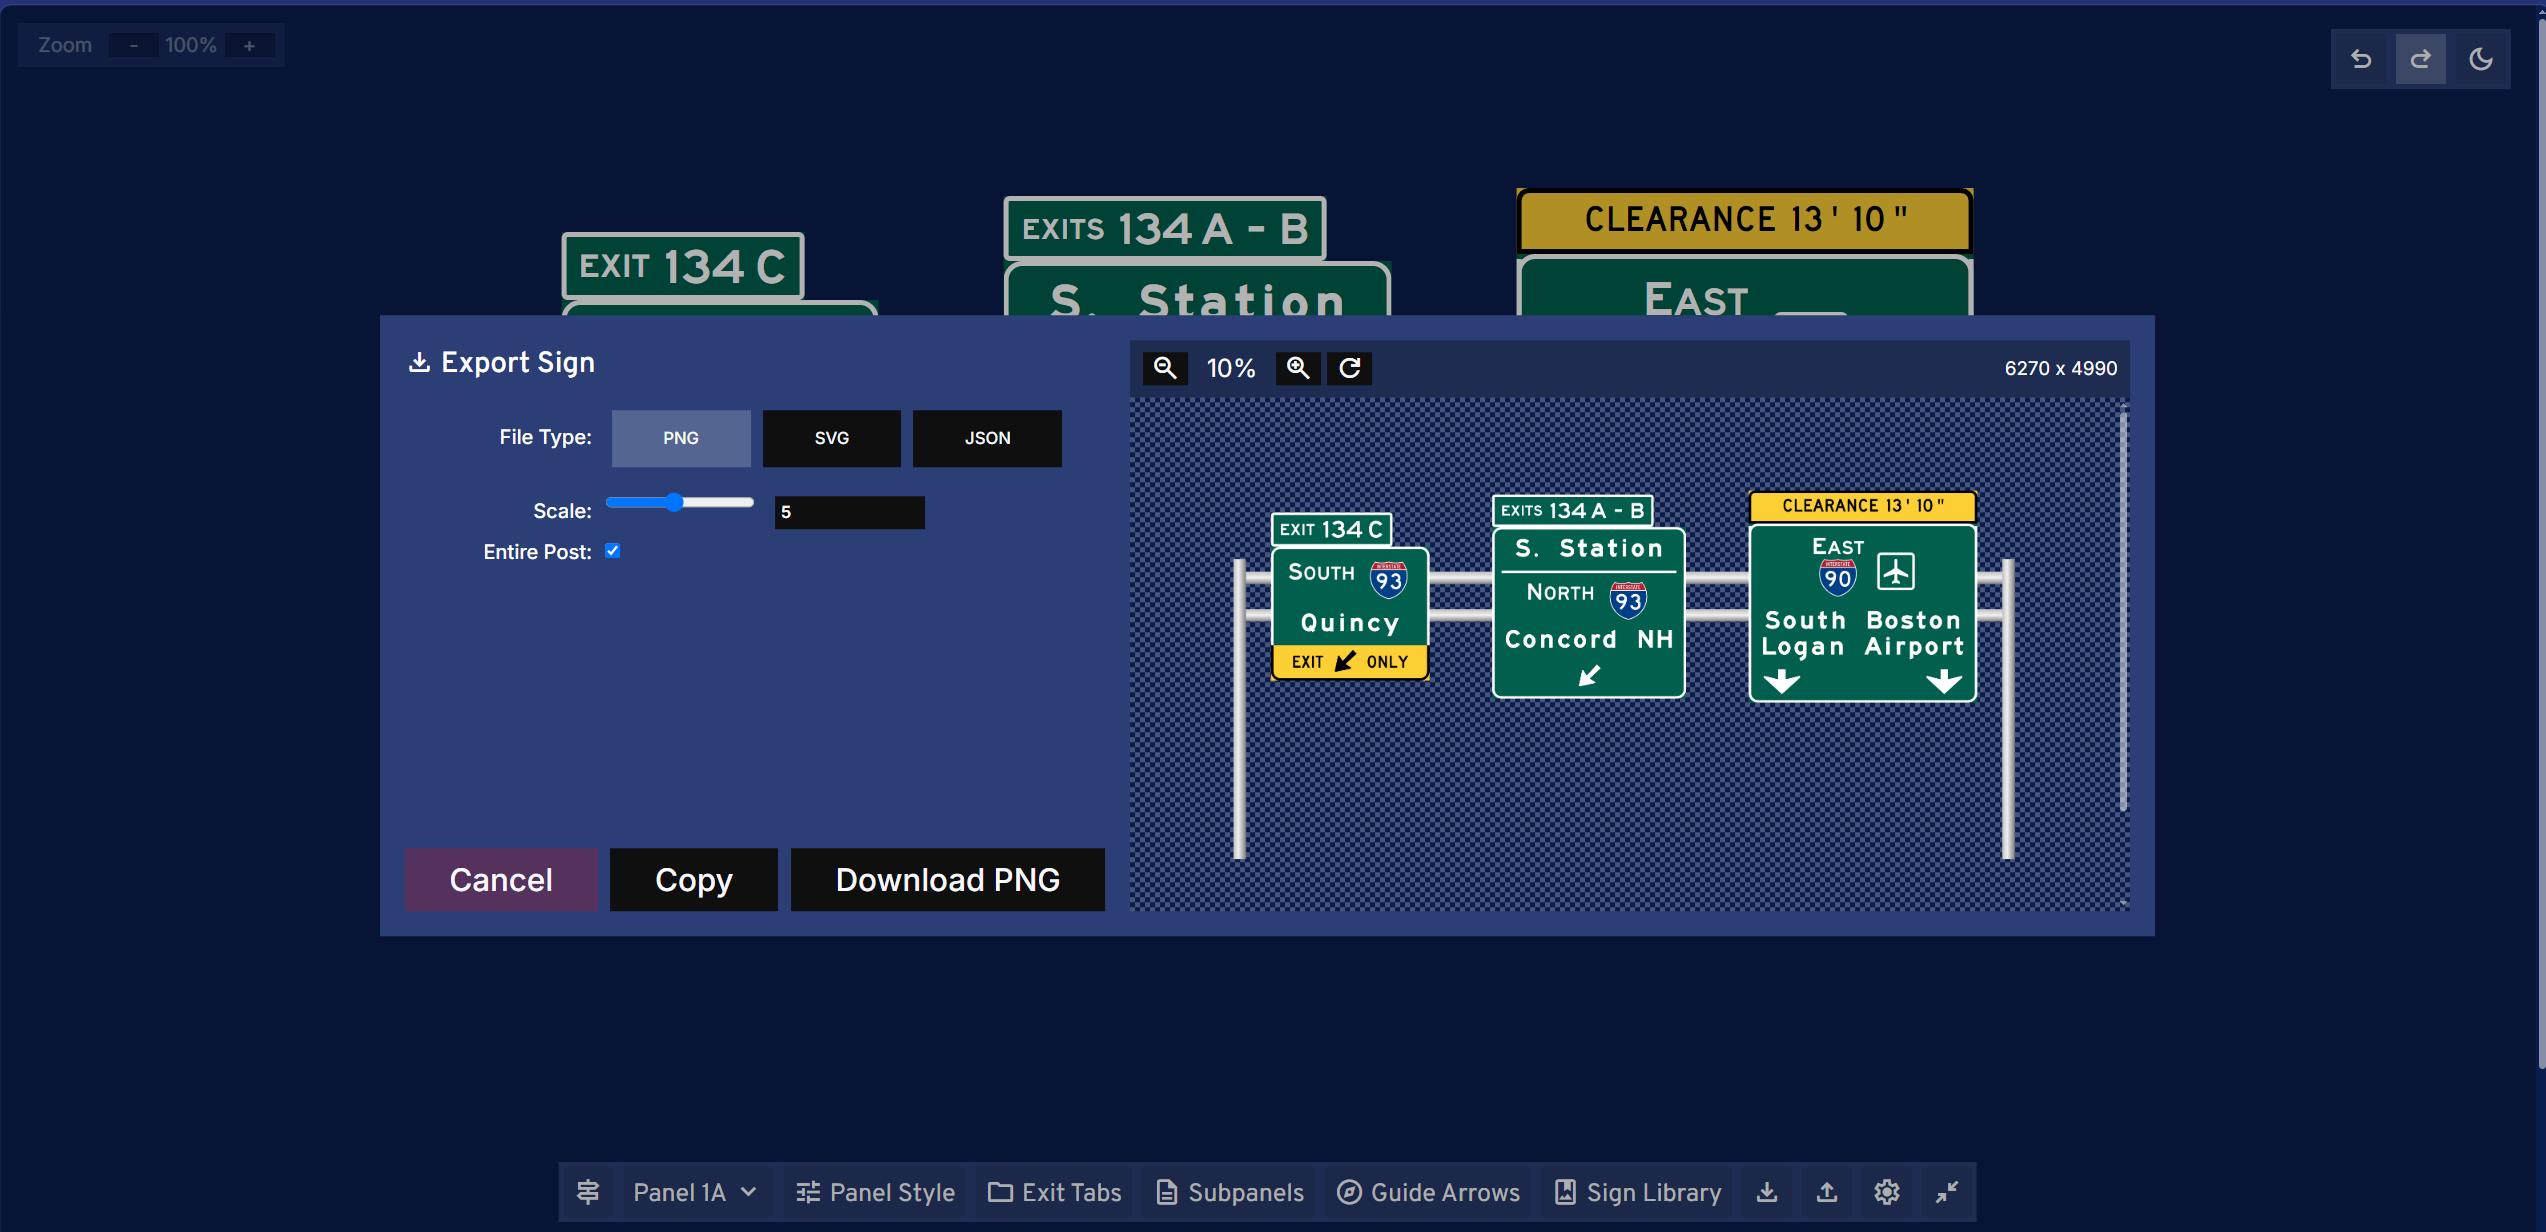 Zoom - 100% +
EXIT 134 C
EXITS 134 A - B
S. Station
CLEARANCE 13' 10"
EAST
Export Sign
File Type: PNG SVG JSON
Scale: 5
Entire Post:
Cancel Copy Download PNG
10% 6270 x 4990
EXIT 134 C
SOUTH INTERSTATE 93
Quincy
EXIT ONLY
EXITS 134 A - B
S. Station
NORTH INTERSTATE 93
Concord NH
CLEARANCE 13' 10"
EAST
INTERSTATE 90
South Boston
Logan Airport
Panel 1A Panel Style Exit Tabs Subpanels Guide Arrows Sign Library